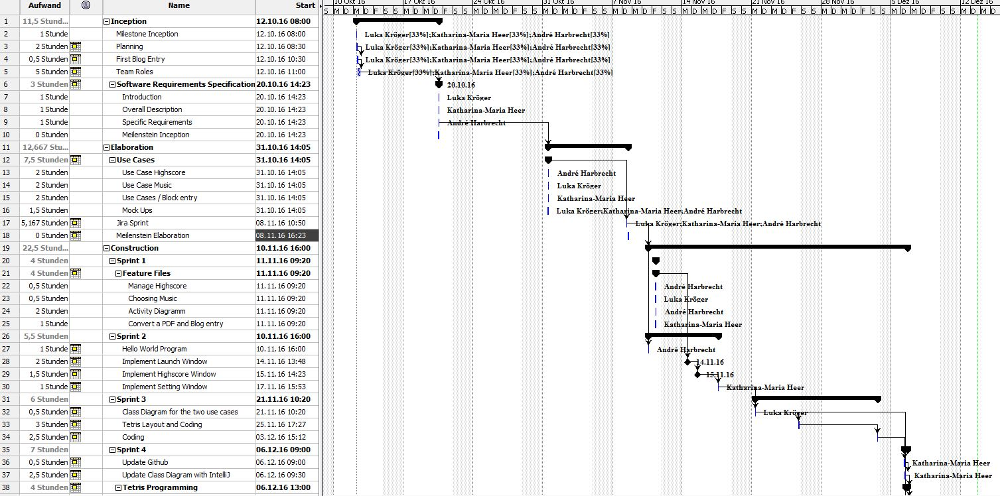 Aufwand Name Start
10 Okt 16 17 Okt 16 24 Okt 16 31 Okt 16 7 Nov 16 14 Nov 16 21 Nov 16 28 Nov 16 5 Dez 16 12 Dez 16
S M D M D F S S M D M D F S S M D M D F S S M D M D F S S M D M D F S S M D M D F S S M D M D F S S M D M D F S S M D M D F S S M D M D
1 11,5 Stund... Inception 12.10.16 08:00
2 1 Stunde Milestone Inception 12.10.16 08:00 Luka Kröger[33%];Katharina-Maria Heer[33%];André Harbrecht[33%]
3 2 Stunden Planning 12.10.16 08:30 Luka Kröger[33%];Katharina-Maria Heer[33%];André Harbrecht[33%]
4 0,5 Stunden First Blog Entry 12.10.16 10:30 Luka Kröger[33%];Katharina-Maria Heer[33%];André Harbrecht[33%]
5 5 Stunden Team Roles 12.10.16 11:00 Luka Kröger[33%];Katharina-Maria Heer[33%];André Harbrecht[33%]
6 3 Stunden Software Requirements Specification 20.10.16 14:23 20.10.16
7 1 Stunde Introduction 20.10.16 14:23 Luka Kröger
8 1 Stunde Overall Description 20.10.16 14:23 Katharina-Maria Heer
9 1 Stunde Specific Requirements 20.10.16 14:23 André Harbrecht
10 0 Stunden Meilenstein Inception 20.10.16 14:23
11 12,667 Stu... Elaboration 31.10.16 14:05
12 7,5 Stunden Use Cases 31.10.16 14:05
13 2 Stunden Use Case Highscore 31.10.16 14:05 André Harbrecht
14 2 Stunden Use Case Music 31.10.16 14:05 Luka Kröger
15 2 Stunden Use Cases / Block entry 31.10.16 14:05 Katharina-Maria Heer
16 1,5 Stunden Mock Ups 31.10.16 14:05 Luka Kröger;Katharina-Maria Heer;André Harbrecht
17 5,167 Stunden Jira Sprint 08.11.16 10:50 Luka Kröger;Katharina-Maria Heer;André Harbrecht
18 0 Stunden Meilenstein Elaboration 08.11.16 16:23
19 22,5 Stund... Construction 10.11.16 16:00
20 4 Stunden Sprint 1 11.11.16 09:20
21 4 Stunden Feature Files 11.11.16 09:20
22 0,5 Stunden Manage Highscore 11.11.16 09:20 André Harbrecht
23 0,5 Stunden Choosing Music 11.11.16 09:20 Luka Kröger
24 2 Stunden Activity Diagramm 11.11.16 09:20 André Harbrecht
25 1 Stunde Convert a PDF and Blog entry 11.11.16 09:20 Katharina-Maria Heer
26 5,5 Stunden Sprint 2 10.11.16 16:00
27 1 Stunde Hello World Program 10.11.16 16:00 André Harbrecht
28 2 Stunden Implement Launch Window 14.11.16 13:48 14.11.16
29 1,5 Stunden Implement Highscore Window 15.11.16 14:23 15.11.16
30 1 Stunde Implement Setting Window 17.11.16 15:53 Katharina-Maria Heer
31 6 Stunden Sprint 3 21.11.16 10:20
32 0,5 Stunden Class Diagram for the two use cases 21.11.16 10:20 Luka Kröger
33 3 Stunden Tetris Layout and Coding 25.11.16 17:27
34 2,5 Stunden Coding 03.12.16 15:12
35 7 Stunden Sprint 4 06.12.16 09:00
36 0,5 Stunden Update Github 06.12.16 09:00 Katharina-Maria Heer
37 2,5 Stunden Update Class Diagram with IntelliJ 06.12.16 09:30 Katharina-Maria Heer
38 4 Stunden Tetris Programming 06.12.16 13:00